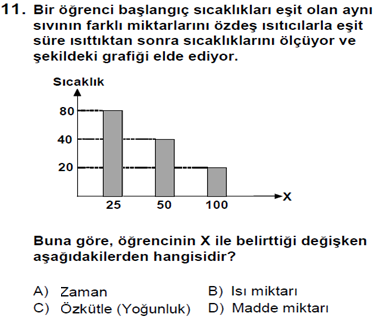 11. Bir öğrenci başlangıç sıcaklıkları eşit olan aynı
sıvının farklı miktarlarını özdeş ısıtıcılarla eşit
süre ısıttıktan sonra sıcaklıklarını ölçüyor ve
şekildeki grafiği elde ediyor.
Sıcaklık
80
40
20
X
25 50 100
Buna göre, öğrencinin X ile belirttiği değişken
aşağıdakilerden hangisidir?
A) Zaman B) Isı miktarı
C) Özkütle (Yoğunluk) D) Madde miktarı